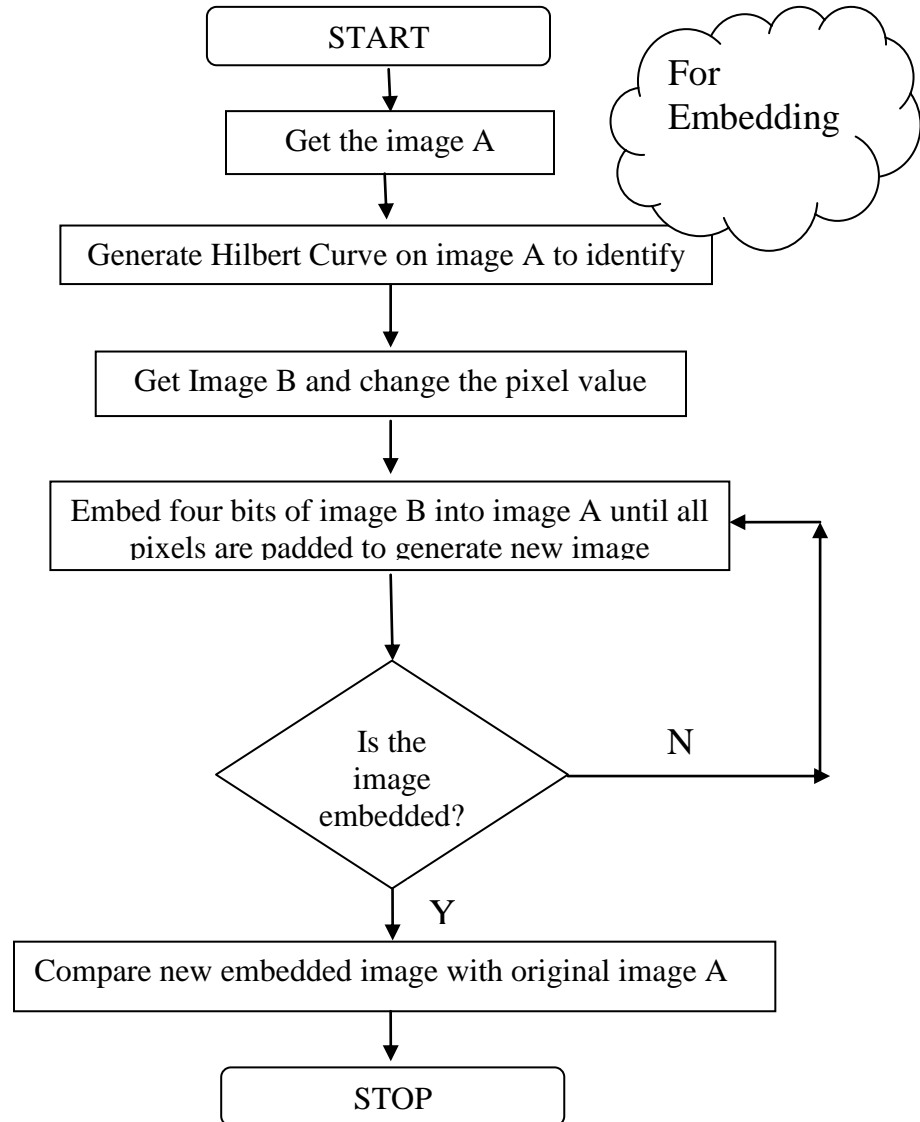 START
For
Embedding
Get the image A
Generate Hilbert Curve on image A to identify
Get Image B and change the pixel value
Embed four bits of image B into image A until all
pixels are padded to generate new image
Is the
image
embedded?
N
Y
Compare new embedded image with original image A
STOP